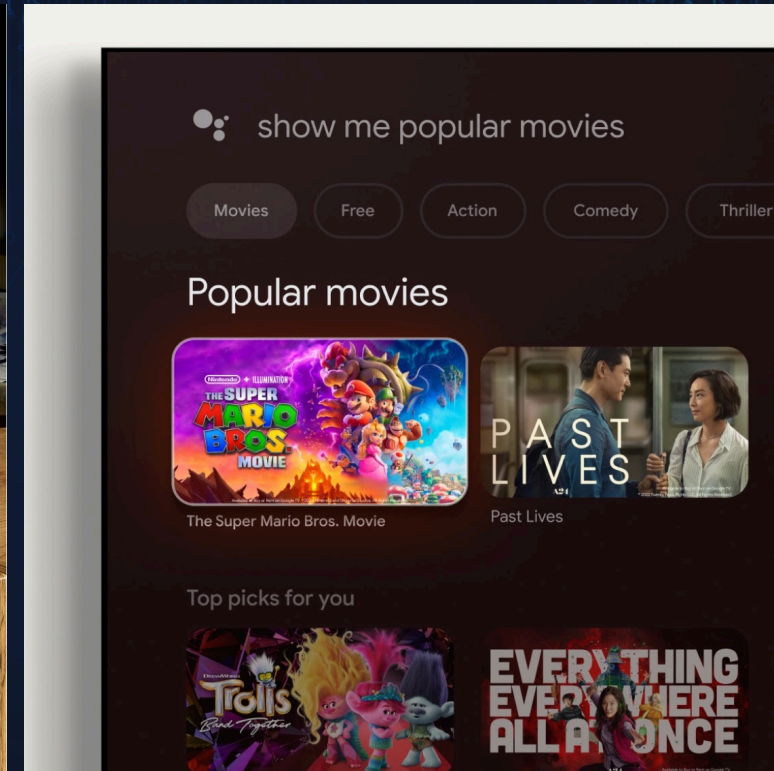 show me popular movies
Movies
Free
Action
Comedy
Thriller
Popular movies
Nintendo + ILLUMINATION
THE SUPER
MARIO
BROS.
MOVIE
PAST
LIVES
A24
The Super Mario Bros. Movie
Past Lives
Top picks for you
DreamWorks
Trolls
Band Together
EVERYTHING
EVERYWHERE
ALL AT ONCE